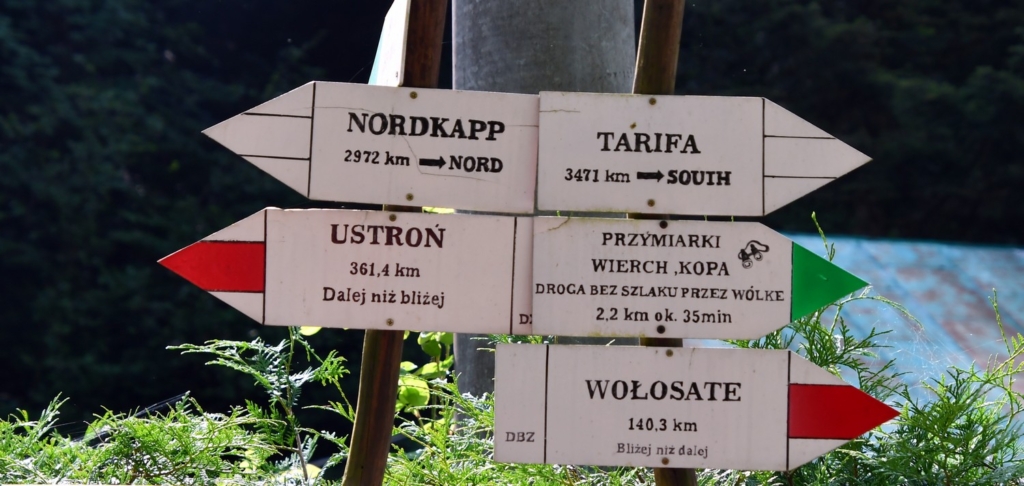 NORDKAPP
2972 km ➡ NORD
TARIFA
3471 km ➡ SOUTH
USTROŃ
361,4 km
Dalej niż bliżej
PRZYMIARKI
WIERCH ,KOPA
DROGA BEZ SZLAKU PRZEZ WÓLKE
2,2 km ok. 35min
WOŁOSATE
140,3 km
DBZ
Bliżej niż dalej